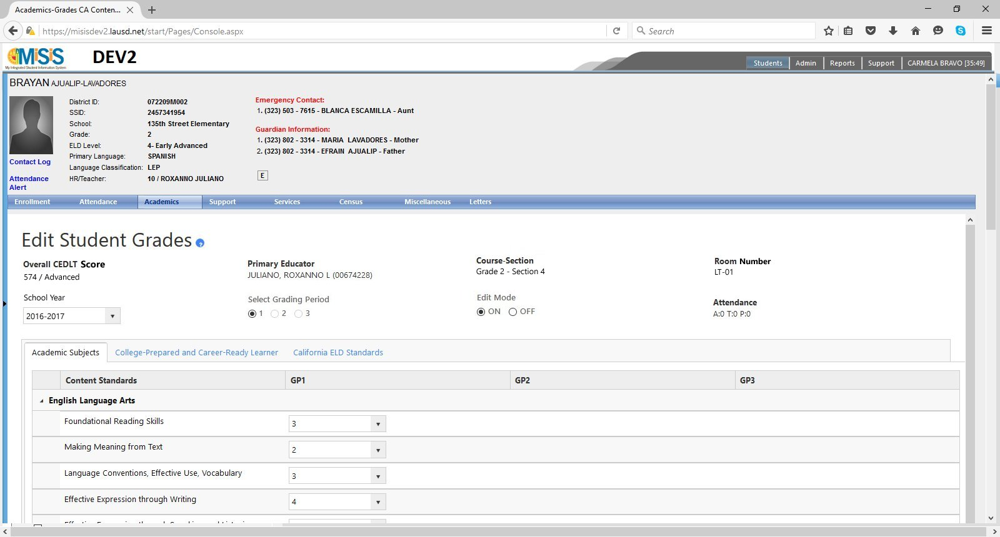 Academics-Grades CA Conten...
https://misisdev2.lausd.net/start/Pages/Console.aspx
Search
MiSiS
My Integrated Student Information System
DEV2
Students
Admin
Reports
Support
CARMELA BRAVO [35:49]
BRAYAN AJUALIP-LAVADORES
Contact Log
Attendance
Alert
District ID: 072209M002
SSID: 2457341954
School: 135th Street Elementary
Grade: 2
ELD Level: 4- Early Advanced
Primary Language: SPANISH
Language Classification: LEP
HR/Teacher: 10 / ROXANNO JULIANO
Emergency Contact:
1. (323) 503 - 7615 - BLANCA ESCAMILLA - Aunt
Guardian Information:
1. (323) 802 - 3314 - MARIA LAVADORES - Mother
2. (323) 802 - 3314 - EFRAIN AJUALIP - Father
E
Enrollment Attendance Academics Support Services Census Miscellaneous Letters
Edit Student Grades ?
Overall CEDLT Score
574 / Advanced
Primary Educator
JULIANO, ROXANNO L (00674228)
Course-Section
Grade 2 - Section 4
Room Number
LT-01
School Year
2016-2017
Select Grading Period
1 2 3
Edit Mode
ON OFF
Attendance
A:0 T:0 P:0
Academic Subjects College-Prepared and Career-Ready Learner California ELD Standards
Content Standards GP1 GP2 GP3
English Language Arts
Foundational Reading Skills 3
Making Meaning from Text 2
Language Conventions, Effective Use, Vocabulary 3
Effective Expression through Writing 4